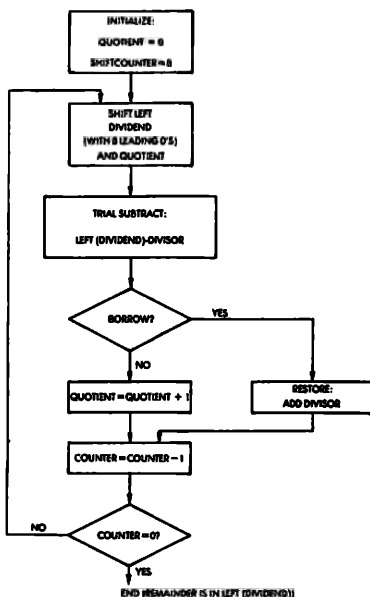 INITIALIZE:
QUOTIENT = 0
SHIFTCOUNTER=8
SHIFT LEFT
DIVIDEND
(WITH 8 LEADING 0'S)
AND QUOTIENT
TRIAL SUBTRACT:
LEFT (DIVIDEND)-DIVISOR
BORROW?
YES
NO
QUOTIENT=QUOTIENT + 1
RESTORE:
ADD DIVISOR
COUNTER=COUNTER-1
NO
COUNTER=0?
YES
END (REMAINDER IS IN LEFT (DIVIDEND))